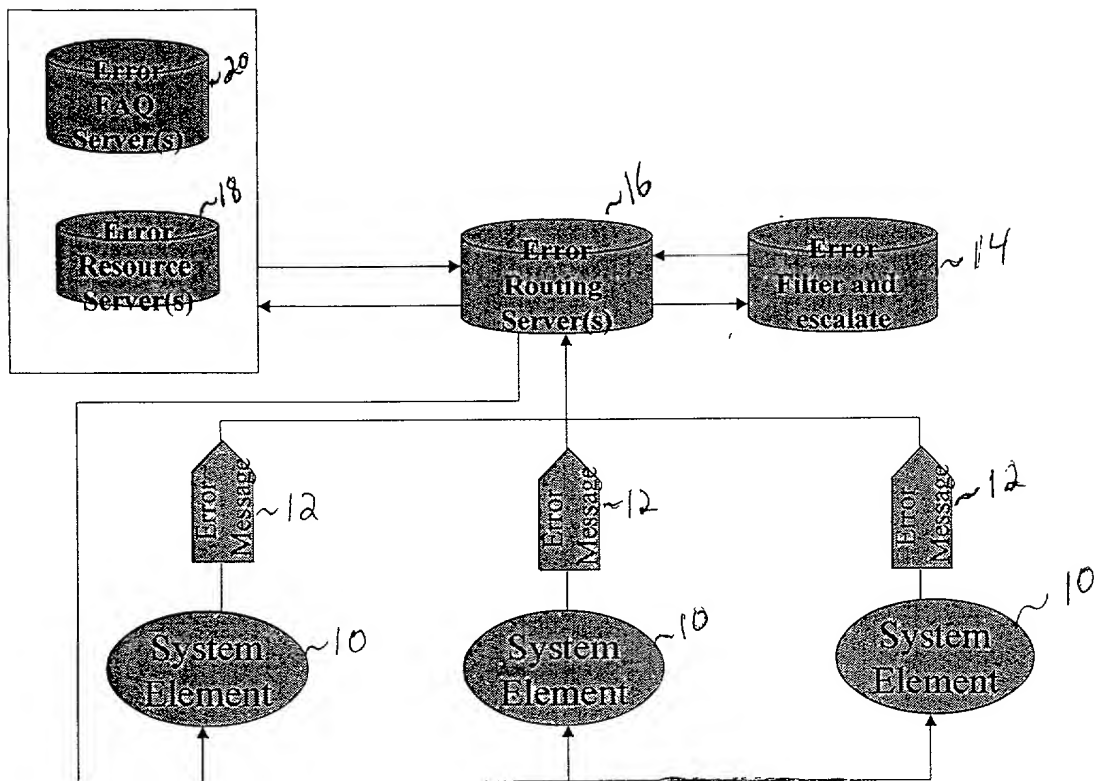 Error
FAQ
Server(s)
~20
Error
Resource
Server(s)
~18
Error
Routing
Server(s)
~16
Error
Filter and
escalate
~14
Error
Message
~12
Error
Message
~12
Error
Message
~12
System
Element
~10
System
Element
~10
System
Element
~10